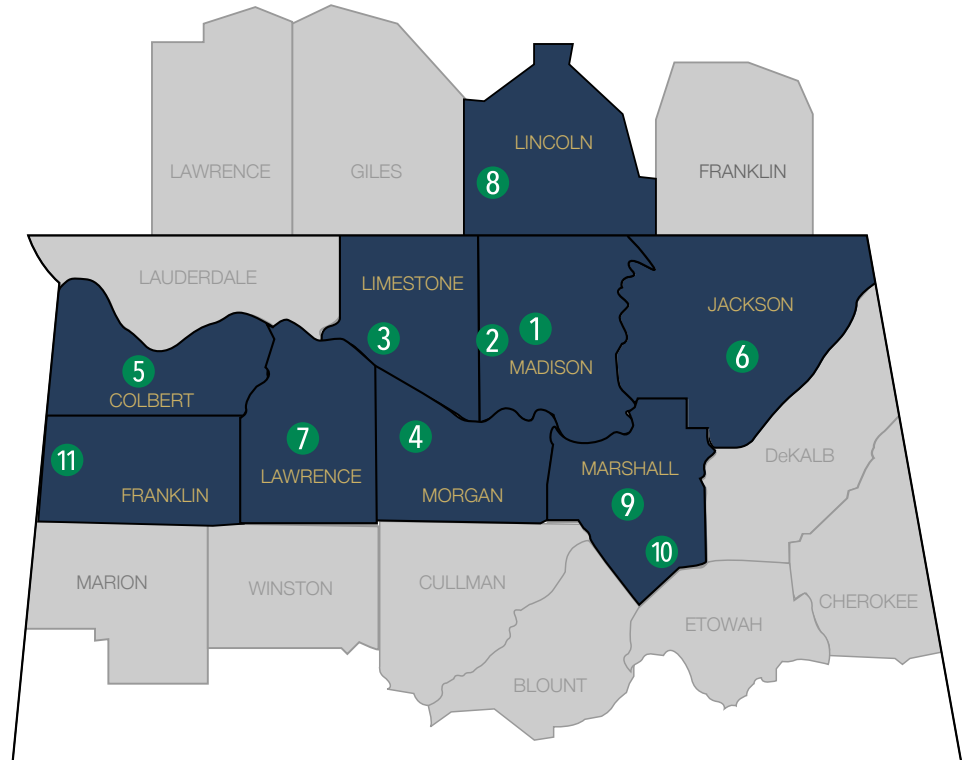 LINCOLN
LAWRENCE
GILES
FRANKLIN
8
LAUDERDALE
LIMESTONE
JACKSON
1
3
2
6
MADISON
5
COLBERT
7
4
DeKALB
11
MARSHALL
LAWRENCE
FRANKLIN
MORGAN
9
10
MARION
CULLMAN
WINSTON
CHEROKEE
ETOWAH
BLOUNT